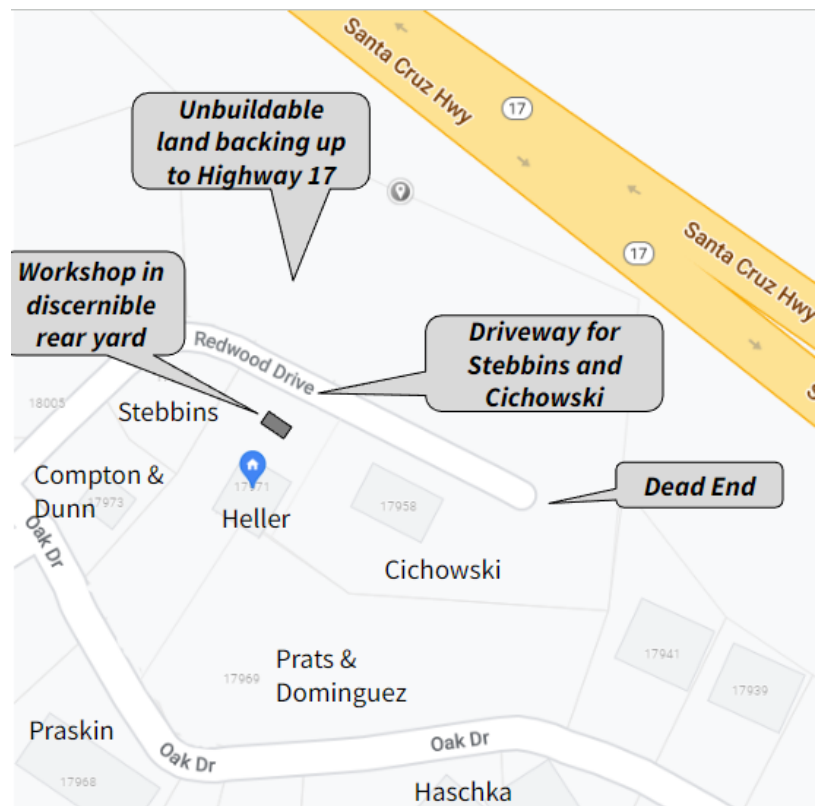 Santa Cruz Hwy
17
Unbuildable
land backing up
to Highway 17
17
Santa Cruz Hwy
Workshop in
discernible
rear yard
Redwood Drive
Driveway for
Stebbins and
Cichowski
18005
Stebbins
Compton &
Dunn
17973
17971
Heller
17958
Dead End
Oak Dr
Cichowski
17941
17939
Prats &
Dominguez
17969
Praskin
Oak Dr
Oak Dr
17968
Haschka